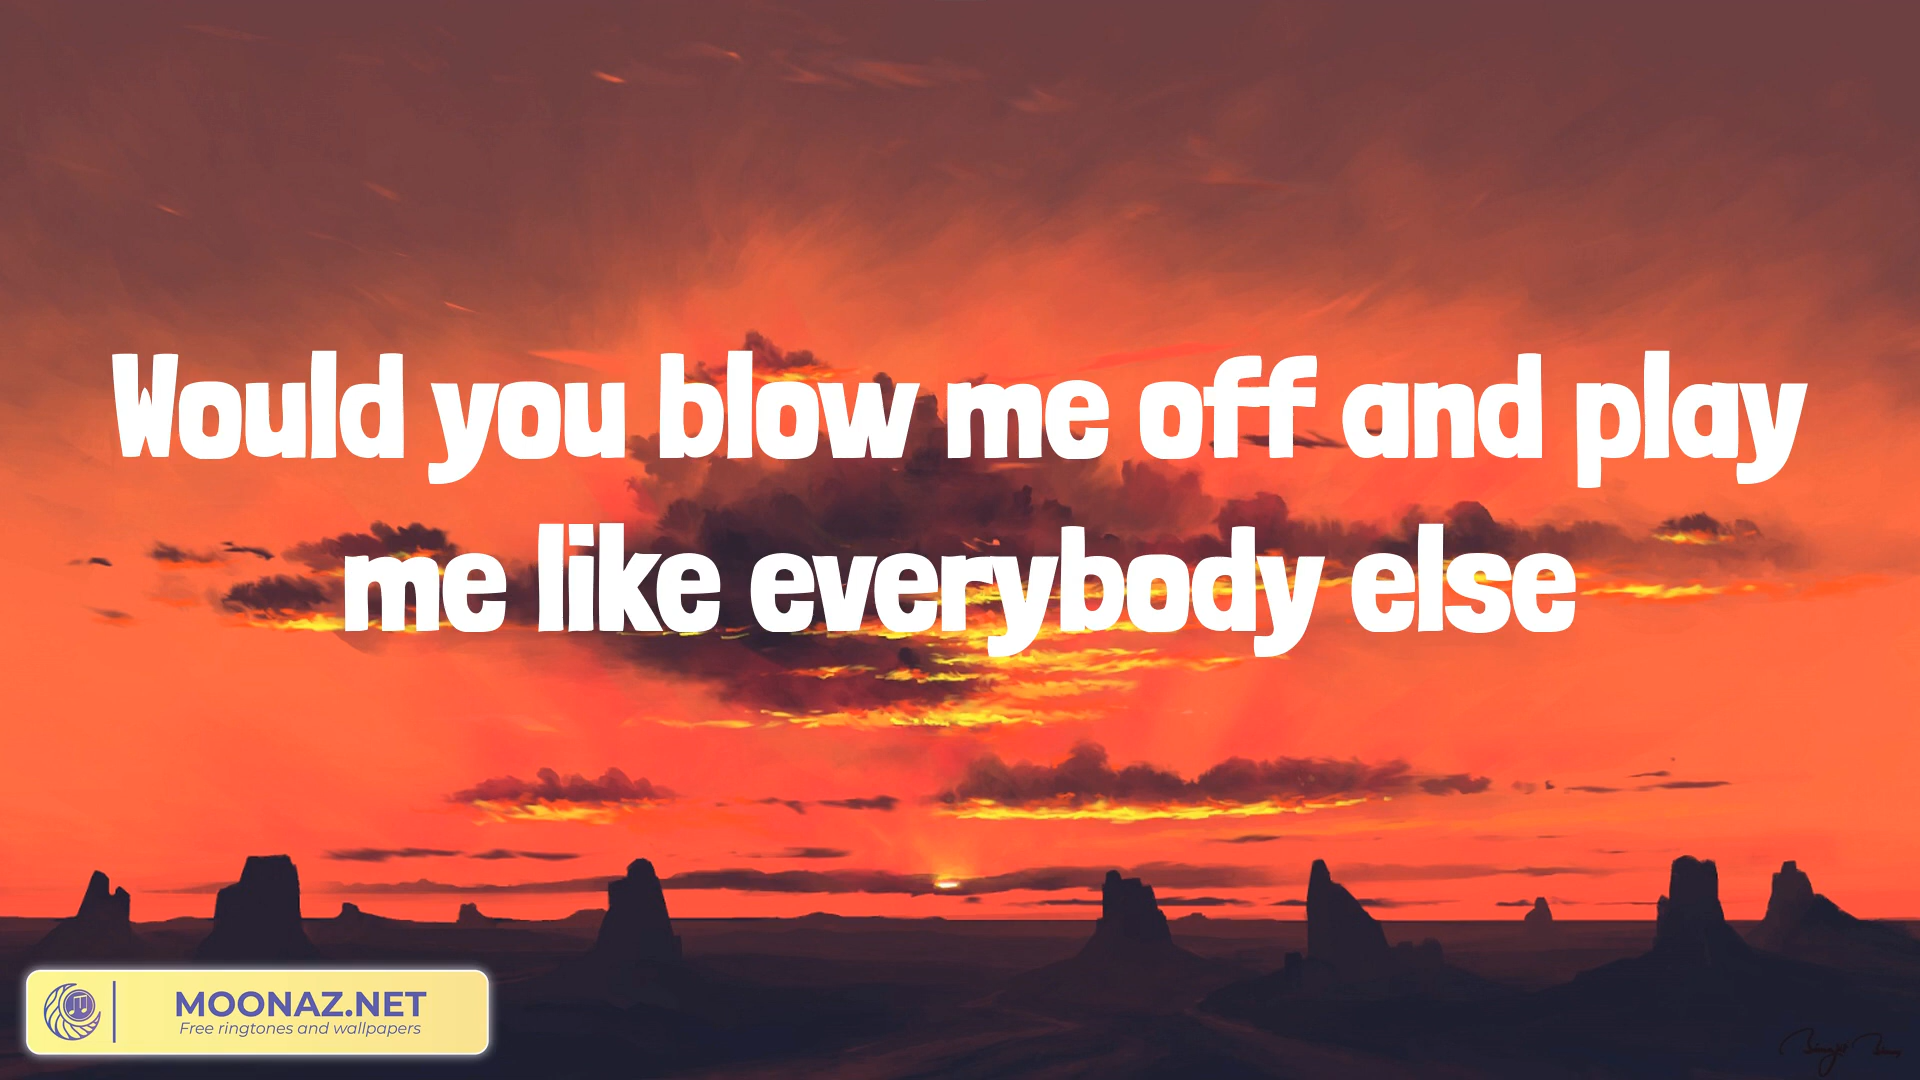 Would you blow me off and play
me like everybody else
MOONAZ.NET
Free ringtones and wallpapers